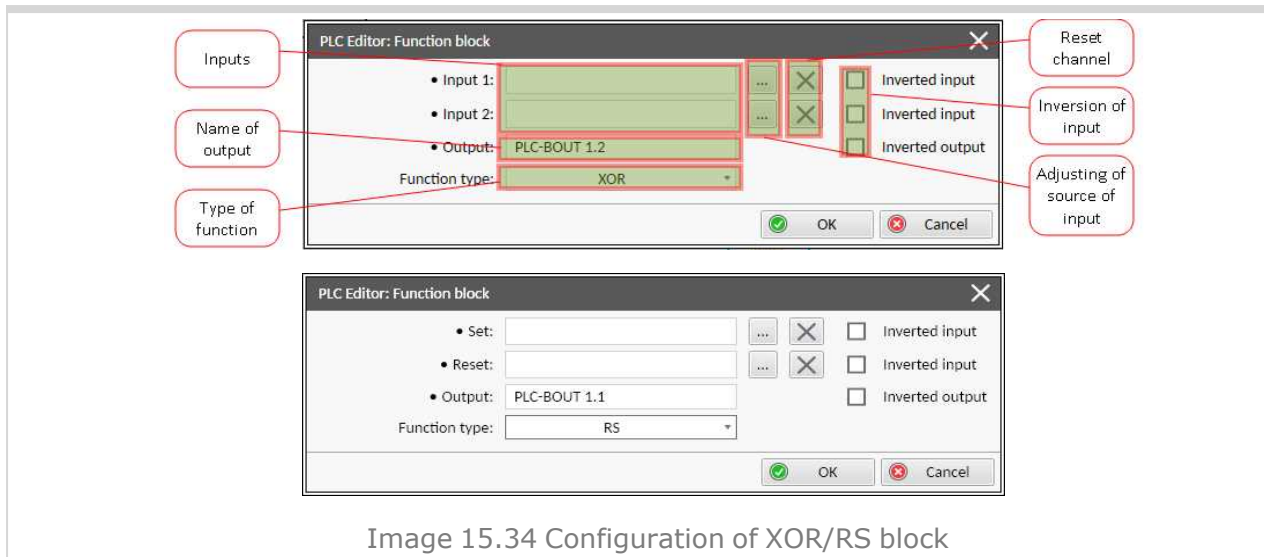 PLC Editor: Function block
Inputs
Reset
channel
• Input 1:
...
Inverted input
• Input 2:
...
Inverted input
Inversion of
input
Name of
output
• Output: PLC-BOUT 1.2
Inverted output
Function type: XOR
Adjusting of
source of
input
Type of
function
OK
Cancel
PLC Editor: Function block
• Set:
...
Inverted input
• Reset:
...
Inverted input
• Output: PLC-BOUT 1.1
Inverted output
Function type: RS
OK
Cancel
Image 15.34 Configuration of XOR/RS block